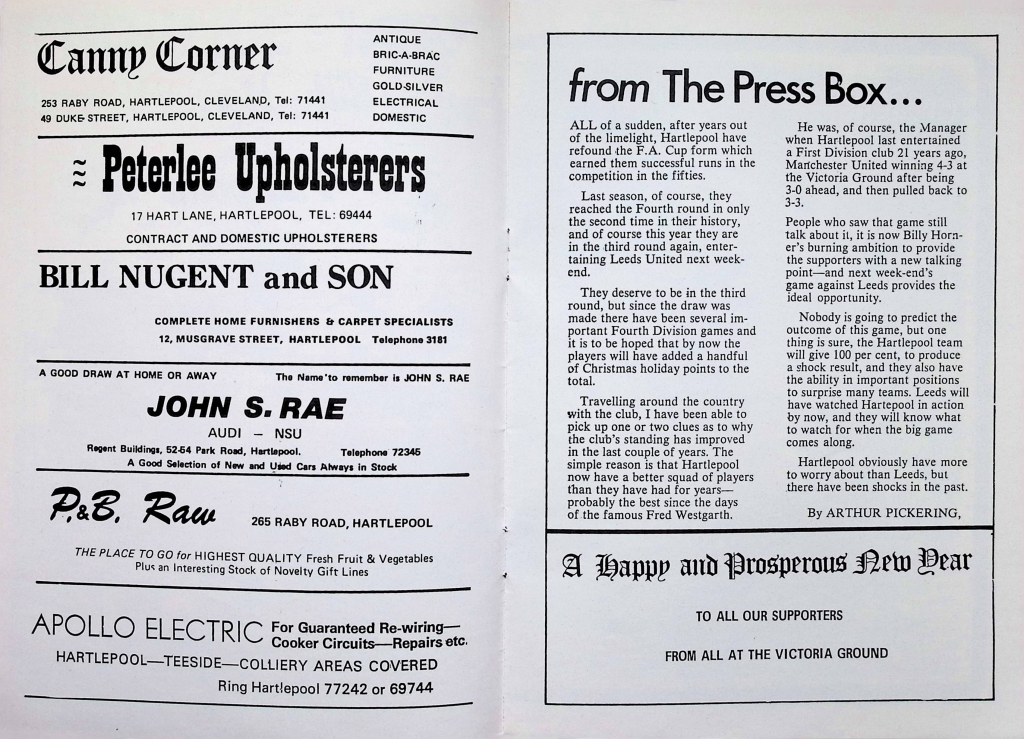 Canny Corner
ANTIQUE
BRIC-A-BRAC
FURNITURE
GOLD-SILVER
ELECTRICAL
DOMESTIC
253 RABY ROAD, HARTLEPOOL, CLEVELAND, Tel: 71441
49 DUKE STREET, HARTLEPOOL, CLEVELAND, Tel: 71441
Peterlee Upholsterers
17 HART LANE, HARTLEPOOL, TEL: 69444
CONTRACT AND DOMESTIC UPHOLSTERERS
BILL NUGENT and SON
COMPLETE HOME FURNISHERS & CARPET SPECIALISTS
12, MUSGRAVE STREET, HARTLEPOOL Telephone 3181
A GOOD DRAW AT HOME OR AWAY The Name to remember is JOHN S. RAE
JOHN S. RAE
AUDI – NSU
Regent Buildings, 52-54 Park Road, Hartlepool. Telephone 72345
A Good Selection of New and Used Cars Always in Stock
P.&B. Raw 265 RABY ROAD, HARTLEPOOL
THE PLACE TO GO for HIGHEST QUALITY Fresh Fruit & Vegetables
Plus an Interesting Stock of Novelty Gift Lines
APOLLO ELECTRIC For Guaranteed Re-wiring—
Cooker Circuits—Repairs etc.
HARTLEPOOL—TEESIDE—COLLIERY AREAS COVERED
Ring Hartlepool 77242 or 69744
from The Press Box...
ALL of a sudden, after years out
of the limelight, Hartlepool have
refound the F.A. Cup form which
earned them successful runs in the
competition in the fifties.
Last season, of course, they
reached the Fourth round in only
the second time in their history,
and of course this year they are
in the third round again, enter-
taining Leeds United next week-
end.
They deserve to be in the third
round, but since the draw was
made there have been several im-
portant Fourth Division games and
it is to be hoped that by now the
players will have added a handful
of Christmas holiday points to the
total.
Travelling around the country
with the club, I have been able to
pick up one or two clues as to why
the club's standing has improved
in the last couple of years. The
simple reason is that Hartlepool
now have a better squad of players
than they have had for years—
probably the best since the days
of the famous Fred Westgarth.
He was, of course, the Manager
when Hartlepool last entertained
a First Division club 21 years ago,
Manchester United winning 4-3 at
the Victoria Ground after being
3-0 ahead, and then pulled back to
3-3.
People who saw that game still
talk about it, it is now Billy Horn-
er's burning ambition to provide
the supporters with a new talking
point—and next week-end's
game against Leeds provides the
ideal opportunity.
Nobody is going to predict the
outcome of this game, but one
thing is sure, the Hartlepool team
will give 100 per cent, to produce
a shock result, and they also have
the ability in important positions
to surprise many teams. Leeds will
have watched Hartepool in action
by now, and they will know what
to watch for when the big game
comes along.
Hartlepool obviously have more
to worry about than Leeds, but
there have been shocks in the past.
By ARTHUR PICKERING,
A Happy and Prosperous New Year
TO ALL OUR SUPPORTERS
FROM ALL AT THE VICTORIA GROUND